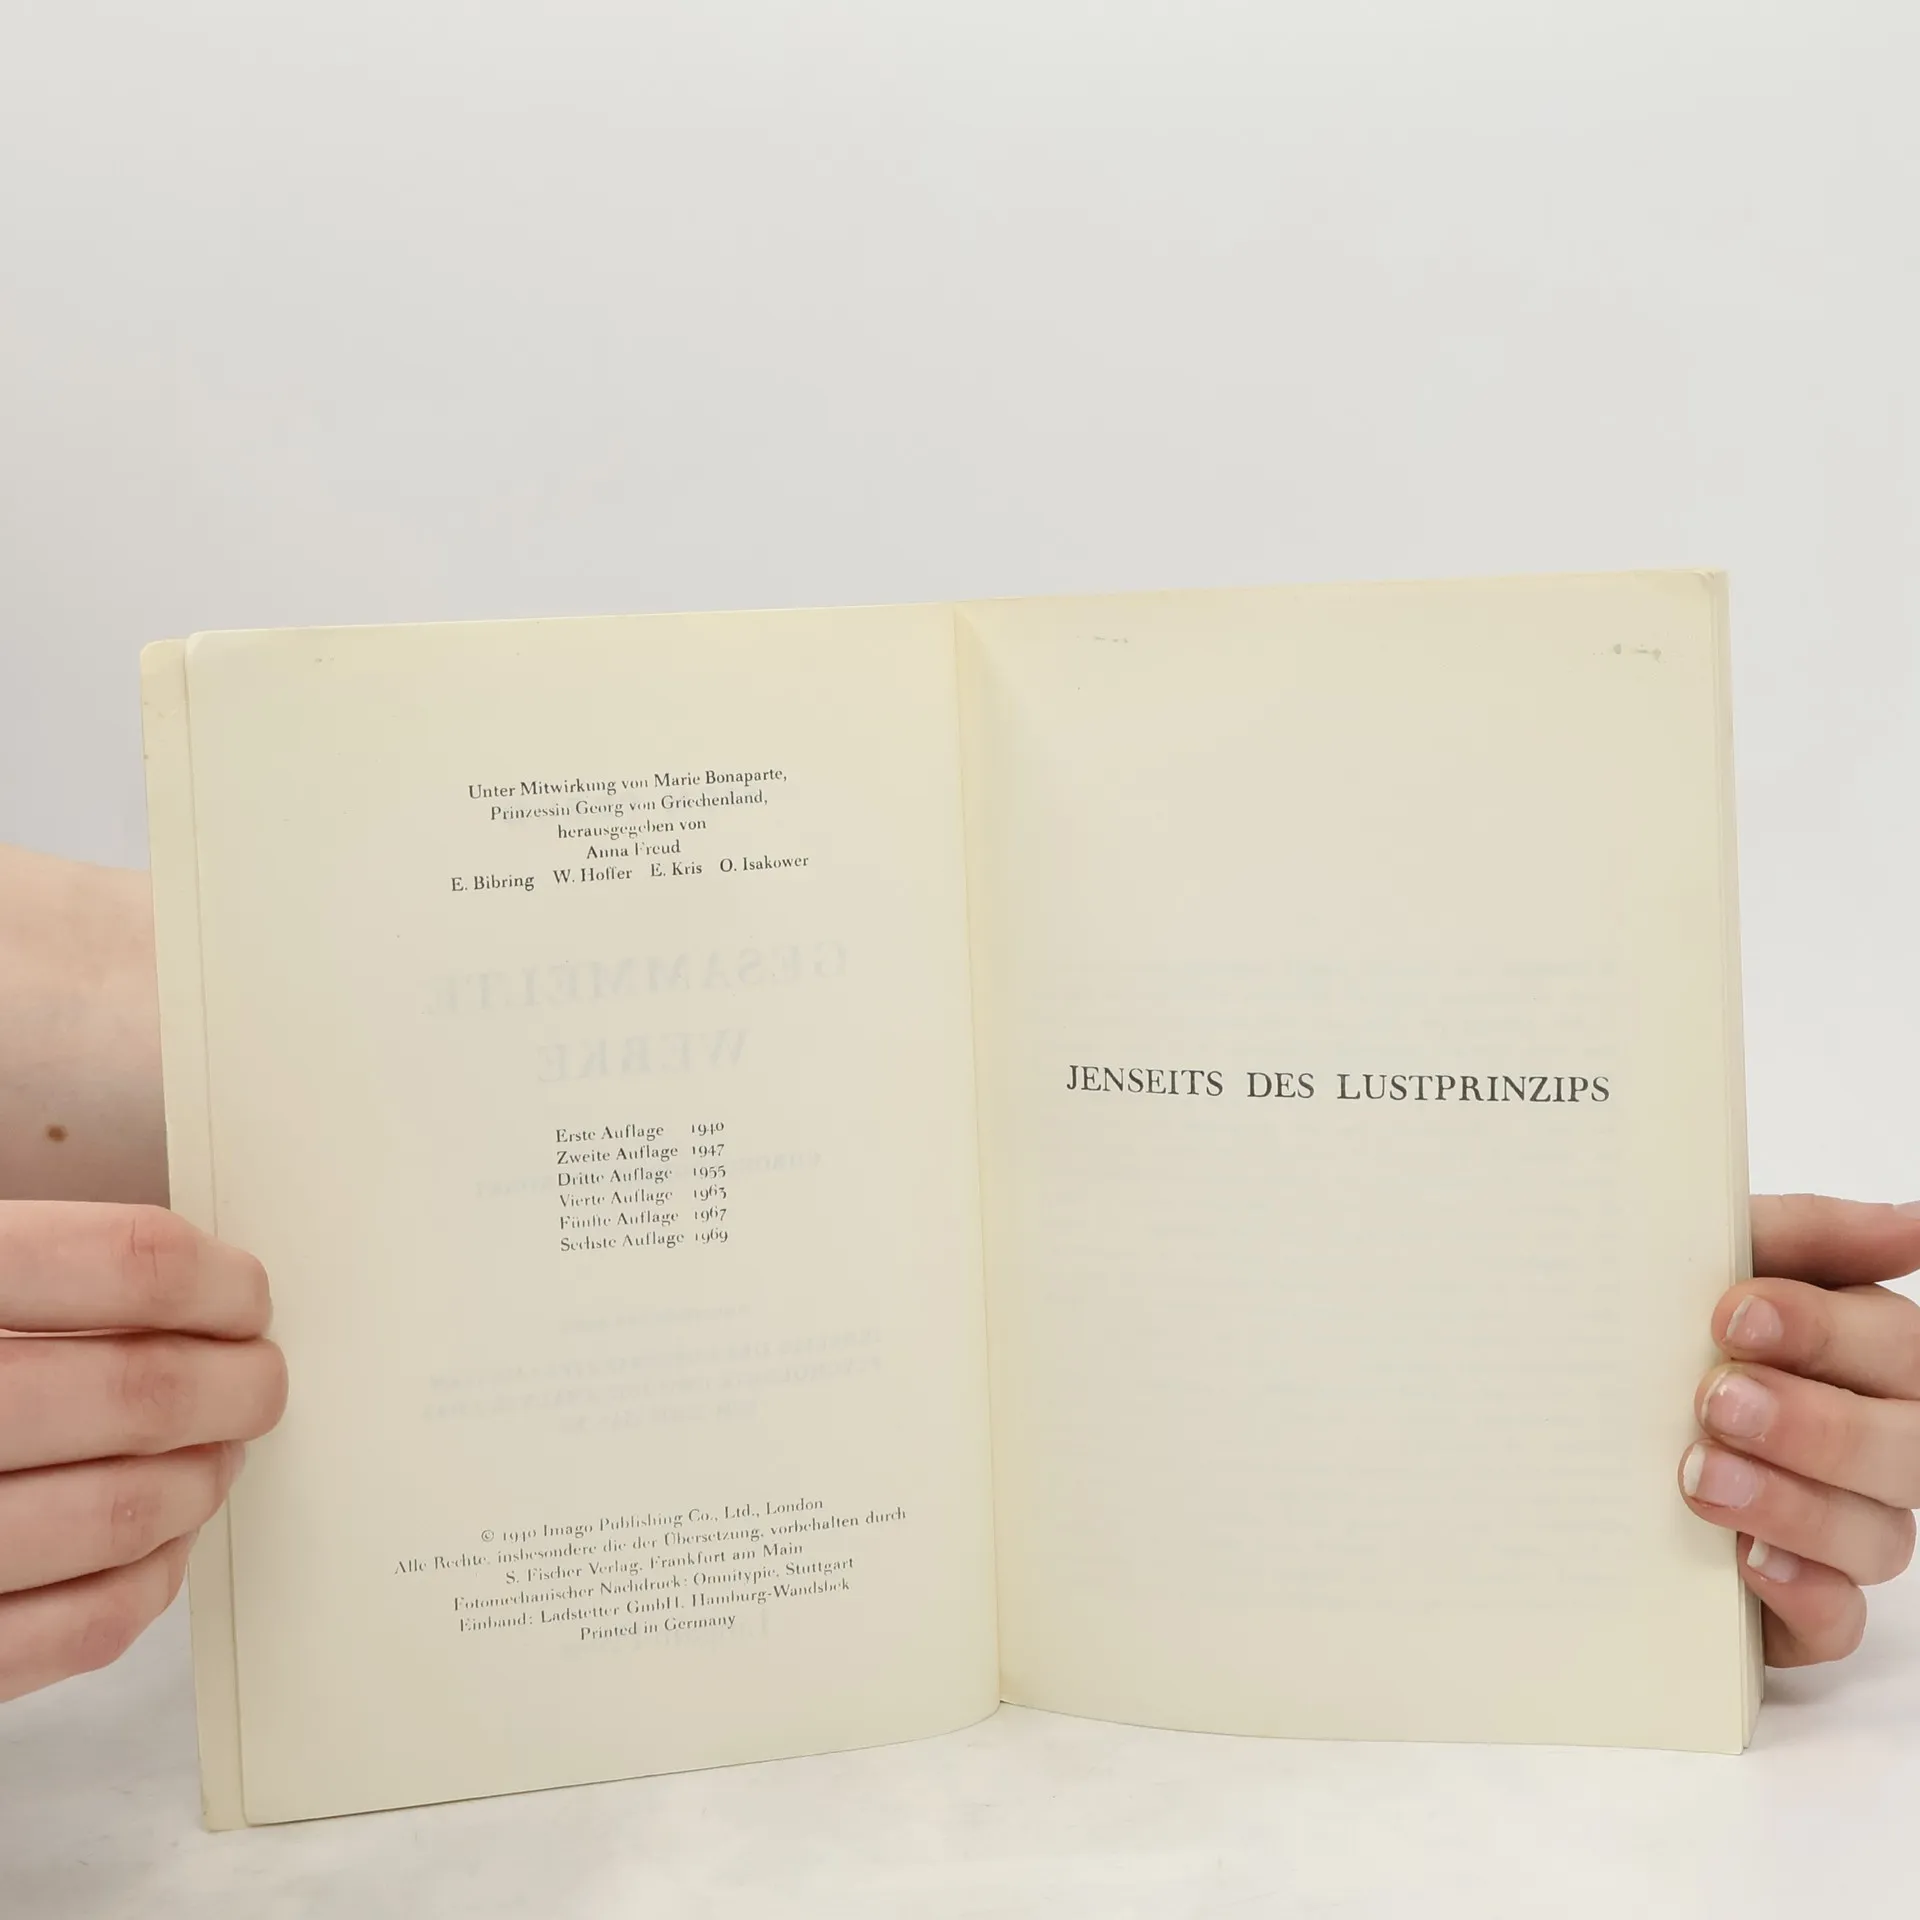 Unter Mitwirkung von Marie Bonaparte,
Prinzessin Georg von Griechenland,
herausgegeben von
Anna Freud
E. Bibring W. Hoffer E. Kris O. Isakower
GESAMMELTE
WERKE
Erste Auflage 1940
Zweite Auflage 1947
Dritte Auflage 1955
Vierte Auflage 1963
Fünfte Auflage 1967
Sechste Auflage 1969
© 1940 Imago Publishing Co., Ltd., London
Alle Rechte, insbesondere die der Übersetzung, vorbehalten durch
S. Fischer Verlag, Frankfurt am Main
Fotomechanischer Nachdruck: Omnitypie, Stuttgart
Einband: Ladstetter GmbH, Hamburg-Wandsbek
Printed in Germany
JENSEITS DES LUSTPRINZIPS